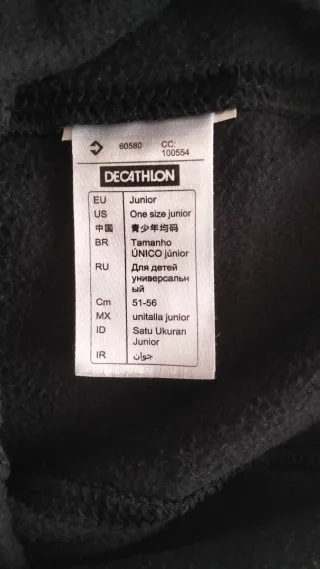 60580 CC:
100554
DECATHLON
EU Junior
US One size junior
中国 青少年均码
BR Tamanho
ÚNICO júnior
RU Для детей
универсальн
ый
Cm 51-56
MX unitalla junior
ID Satu Ukuran
Junior
IR جوان